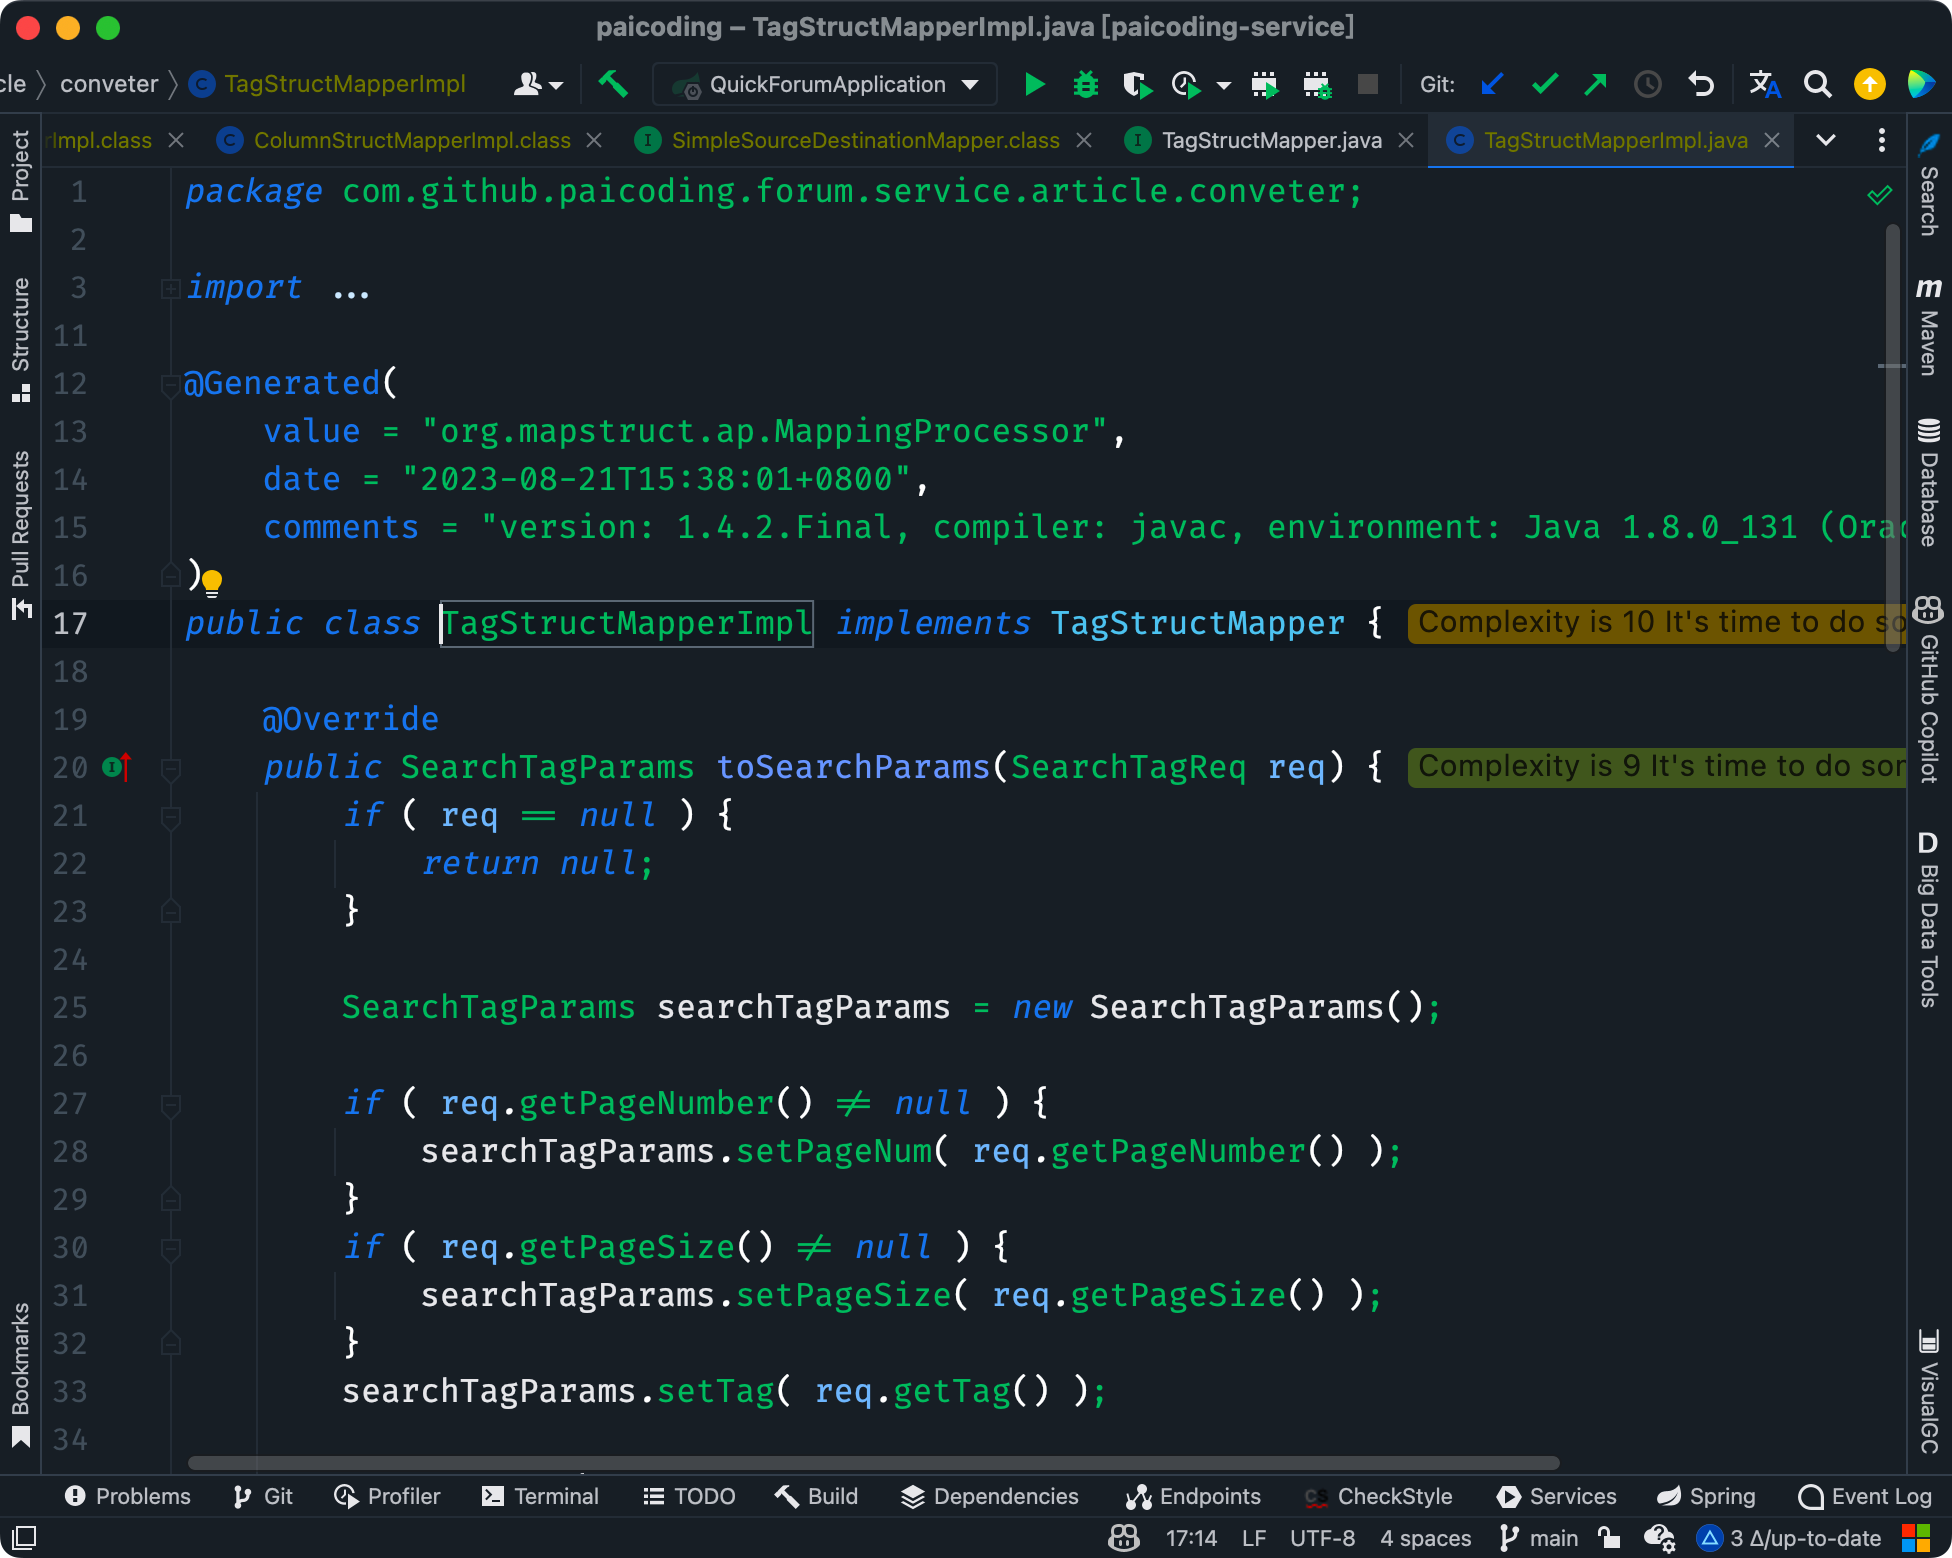 paicoding – TagStructMapperImpl.java [paicoding-service]
cle conveter TagStructMapperImpl QuickForumApplication Git:
rImpl.class ColumnStructMapperImpl.class SimpleSourceDestinationMapper.class TagStructMapper.java TagStructMapperImpl.java
1 package com.github.paicoding.forum.service.article.conveter;
2
3 import ...
11
12 @Generated(
13 value = "org.mapstruct.ap.MappingProcessor",
14 date = "2023-08-21T15:38:01+0800",
15 comments = "version: 1.4.2.Final, compiler: javac, environment: Java 1.8.0_131 (Orac
16 )
17 public class TagStructMapperImpl implements TagStructMapper { Complexity is 10 It's time to do so
18
19 @Override
20 public SearchTagParams toSearchParams(SearchTagReq req) { Complexity is 9 It's time to do som
21 if ( req == null ) {
22 return null;
23 }
24
25 SearchTagParams searchTagParams = new SearchTagParams();
26
27 if ( req.getPageNumber() != null ) {
28 searchTagParams.setPageNum( req.getPageNumber() );
29 }
30 if ( req.getPageSize() != null ) {
31 searchTagParams.setPageSize( req.getPageSize() );
32 }
33 searchTagParams.setTag( req.getTag() );
34
Project
Structure
Pull Requests
Bookmarks
Search
m Maven
Database
GitHub Copilot
D Big Data Tools
VisualGC
Problems Git Profiler Terminal TODO Build Dependencies Endpoints CS CheckStyle Services Spring Event Log
17:14 LF UTF-8 4 spaces main 3 Δ/up-to-date